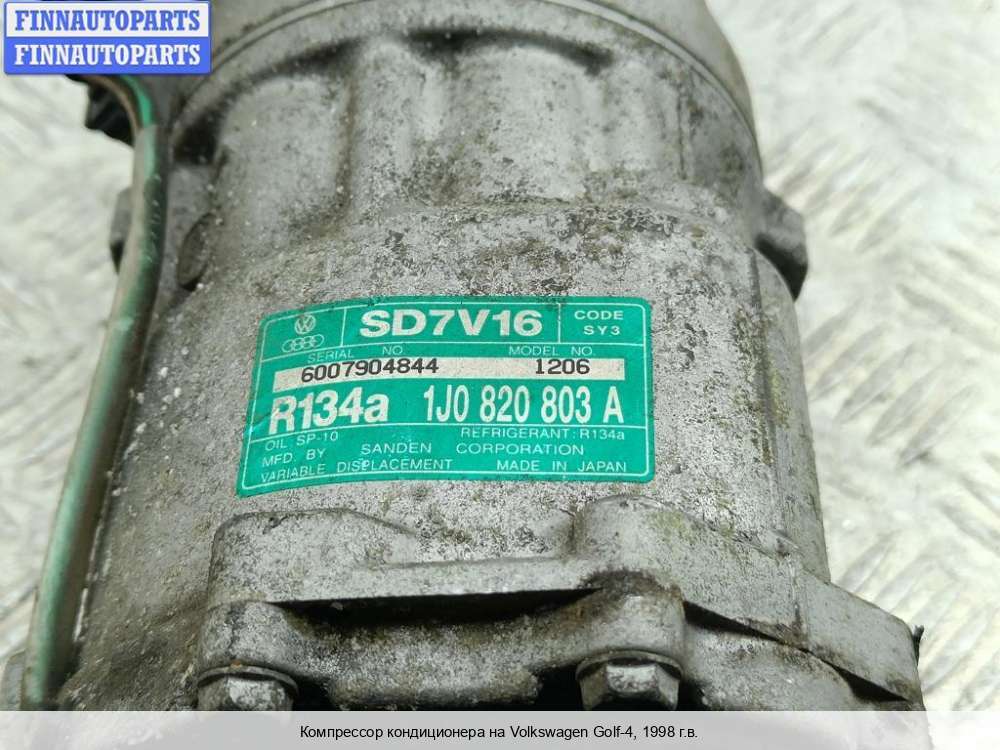 FINNAUTOPARTS
FINNAUTOPARTS
SD7V16
CODE
SY3
SERIAL NO.
MODEL NO.
6007904844
1206
R134a 1J0 820 803 A
OIL SP-10
REFRIGERANT: R134a
MFD BY SANDEN CORPORATION
VARIABLE DISPLACEMENT MADE IN JAPAN
Компрессор кондиционера на Volkswagen Golf-4, 1998 г.в.